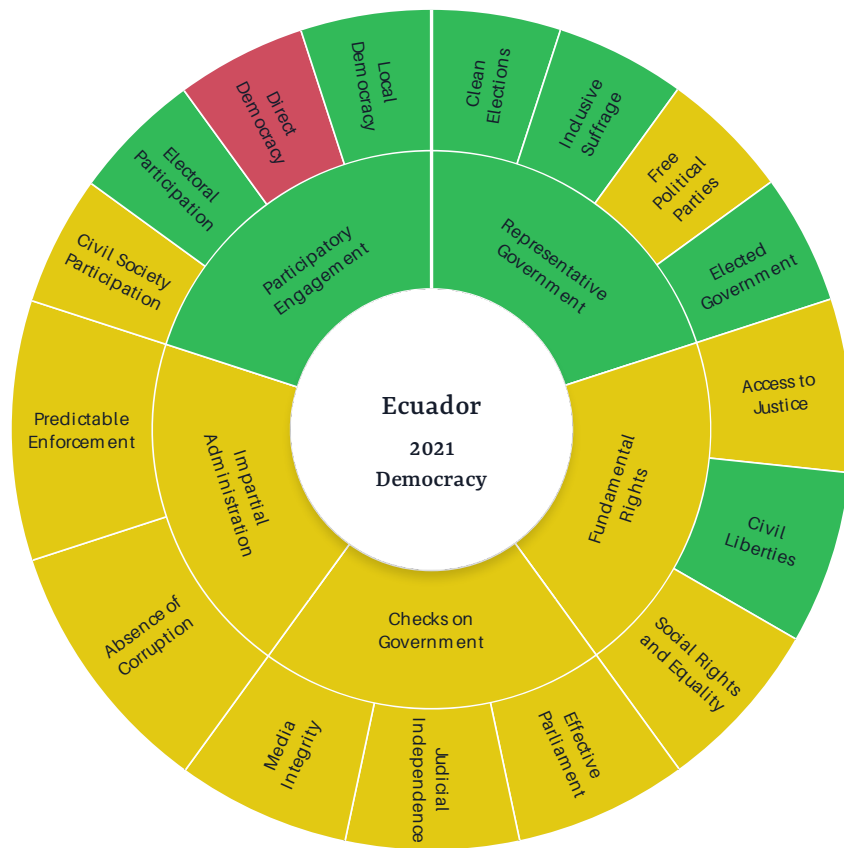 Ecuador
2021
Democracy
Representative
Government
Clean
Elections
Inclusive
Suffrage
Free
Political
Parties
Elected
Government
Fundamental
Rights
Access to
Justice
Civil
Liberties
Social Rights
and Equality
Checks on
Government
Effective
Parliament
Judicial
Independence
Media
Integrity
Impartial
Administration
Absence of
Corruption
Predictable
Enforcement
Participatory
Engagement
Civil Society
Participation
Electoral
Participation
Direct
Democracy
Local
Democracy